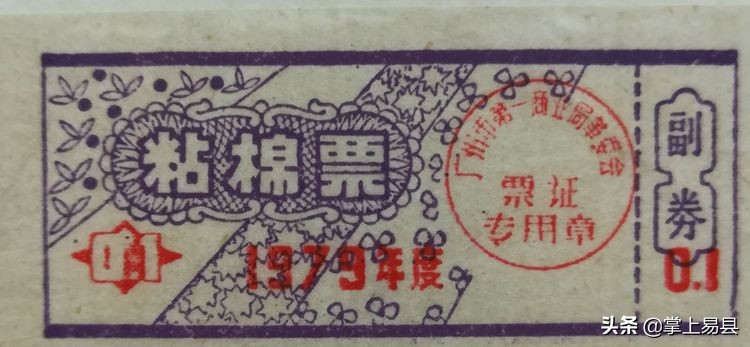 粘棉票
0.1
1979年度
广州市第一商业局革委会
票证
专用章
副券
0.1
头条 @掌上易县